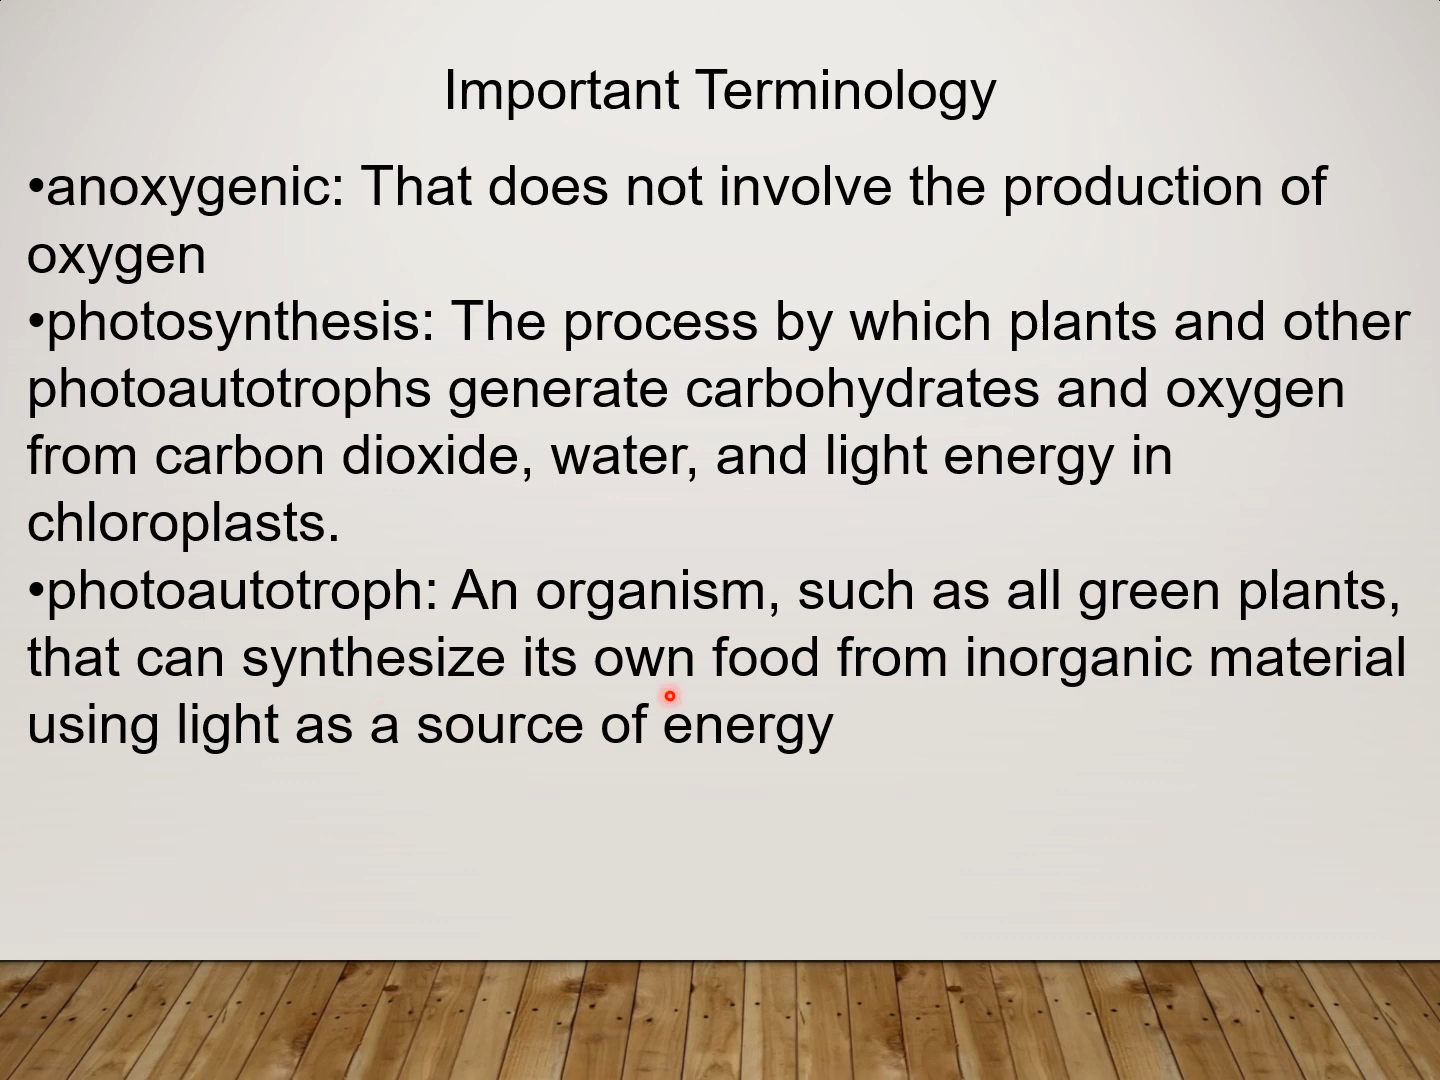 Important Terminology
•anoxygenic: That does not involve the production of
oxygen
•photosynthesis: The process by which plants and other
photoautotrophs generate carbohydrates and oxygen
from carbon dioxide, water, and light energy in
chloroplasts.
•photoautotroph: An organism, such as all green plants,
that can synthesize its own food from inorganic material
using light as a source of energy